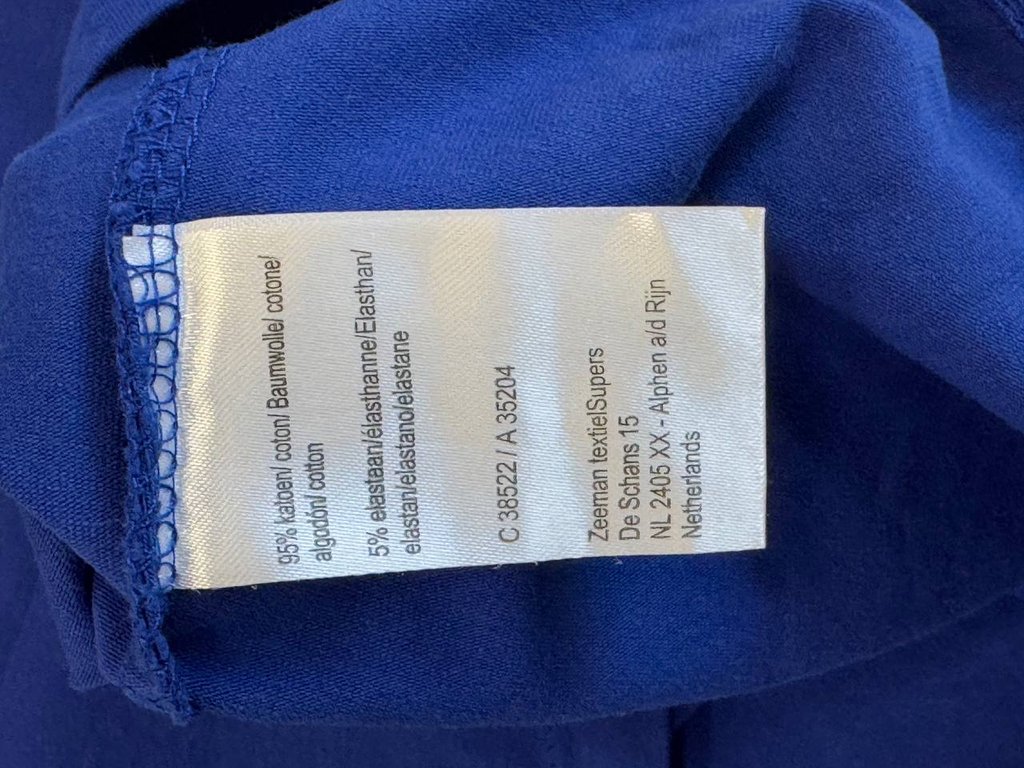 95% katoen/ coton/ Baumwolle/ cotone/
algodón/ cotton
5% elastaan/élasthanne/Elasthan/
elastan/elastano/elastane
C 38522 / A 35204
Zeeman textielSupers
De Schans 15
NL 2405 XX - Alphen a/d Rijn
Netherlands